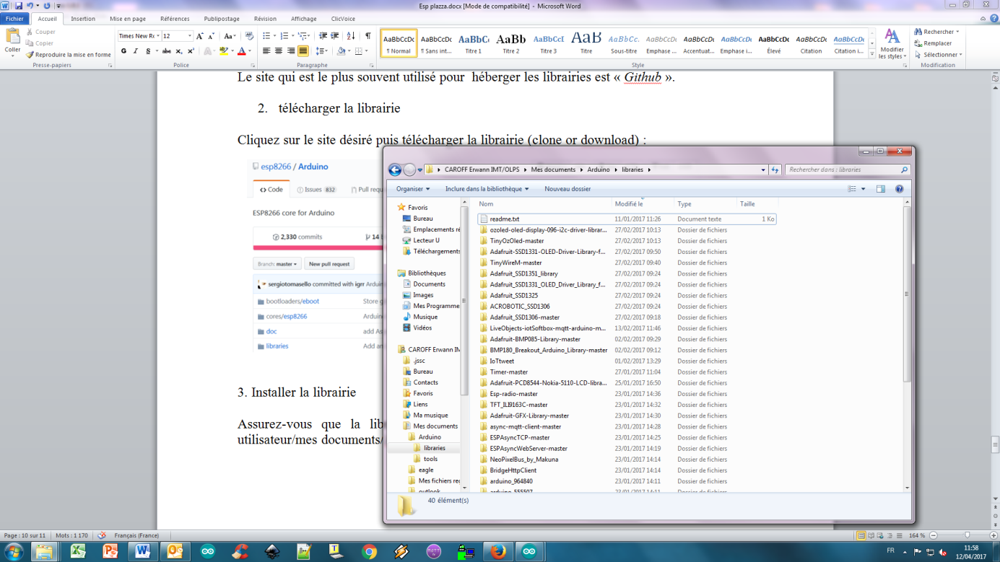 Esp plazza.docx [Mode de compatibilité] - Microsoft Word
Fichier Accueil Insertion Mise en page Références Publipostage Révision Affichage ClicVoice
Coller
Couper
Copier
Reproduire la mise en forme
Presse-papiers
Times New Ro 12
G I S abc x₂ x² A ab A
Police
Paragraphe
AaBbCcDc AaBbCcDc AaBbC AaBb AaBbCcI AaB AaBbCc. AaBbCcDc AaBbCcDc AaBbCcDc AaBbCcDc AaBbCcDc AaBbCcDc
¶ Normal ¶ Sans int... Titre 1 Titre 2 Titre 3 Titre Sous-titre Emphase ... Accentuat... Emphase i... Élevé Citation Citation i...
Style
Modifier les styles
Rechercher
Remplacer
Sélectionner
Modification
Le site qui est le plus souvent utilisé pour héberger les librairies est « Github ».
2. télécharger la librairie
Cliquez sur le site désiré puis télécharger la librairie (clone or download) :
esp8266 / Arduino
Code Issues 832 Pull requ
ESP8266 core for Arduino
2,330 commits 14
Branch: master New pull request
sergiotomasello committed with igrr Arduin
bootloaders/eboot Store
cores/esp8266 Arduin
doc add As
libraries Add an
3. Installer la librairie
Assurez-vous que la lib
utilisateur/mes documents/
CAROFF Erwann IMT/OLPS Mes documents Arduino libraries
Rechercher dans : libraries
Organiser Inclure dans la bibliothèque Nouveau dossier
Favoris
Bureau
Emplacements ré
Lecteur U
Téléchargements
Bibliothèques
Documents
Images
Mes Programme
Musique
Vidéos
CAROFF Erwann IM
.jssc
Bureau
Contacts
Favoris
Liens
Ma musique
Mes documents
Arduino
libraries
tools
eagle
Mes fichiers rec
outlook
Nom Modifié le Type Taille
readme.txt 11/01/2017 11:26 Document texte 1 Ko
ozoled-oled-display-096-i2c-driver-librar... 27/02/2017 10:13 Dossier de fichiers
TinyOzOled-master 27/02/2017 10:13 Dossier de fichiers
Adafruit-SSD1331-OLED-Driver-Library-f... 27/02/2017 09:50 Dossier de fichiers
TinyWireM-master 27/02/2017 09:40 Dossier de fichiers
Adafruit_SSD1351_library 27/02/2017 09:24 Dossier de fichiers
Adafruit_SSD1331_OLED_Driver_Library_f... 27/02/2017 09:24 Dossier de fichiers
Adafruit_SSD1325 27/02/2017 09:24 Dossier de fichiers
ACROBOTIC_SSD1306 27/02/2017 09:24 Dossier de fichiers
Adafruit_SSD1306-master 27/02/2017 09:18 Dossier de fichiers
LiveObjects-iotSoftbox-mqtt-arduino-m... 13/02/2017 11:46 Dossier de fichiers
Adafruit-BMP085-Library-master 02/02/2017 09:29 Dossier de fichiers
BMP180_Breakout_Arduino_Library-master 02/02/2017 09:12 Dossier de fichiers
IoTtweet 01/02/2017 13:29 Dossier de fichiers
Timer-master 27/01/2017 11:04 Dossier de fichiers
Adafruit-PCD8544-Nokia-5110-LCD-libra... 25/01/2017 16:50 Dossier de fichiers
Esp-radio-master 23/01/2017 14:36 Dossier de fichiers
TFT_ILI9163C-master 23/01/2017 14:32 Dossier de fichiers
Adafruit-GFX-Library-master 23/01/2017 14:30 Dossier de fichiers
async-mqtt-client-master 23/01/2017 14:28 Dossier de fichiers
ESPAsyncTCP-master 23/01/2017 14:25 Dossier de fichiers
ESPAsyncWebServer-master 23/01/2017 14:19 Dossier de fichiers
NeoPixelBus_by_Makuna 23/01/2017 14:14 Dossier de fichiers
BridgeHttpClient 23/01/2017 14:14 Dossier de fichiers
arduino_964840 23/01/2017 14:11 Dossier de fichiers
arduino_555507 23/01/2017 14:11 Dossier de fichiers
40 élément(s)
Page : 10 sur 11 Mots : 1 170 Français (France) 164 %
FR 11:58
12/04/2017